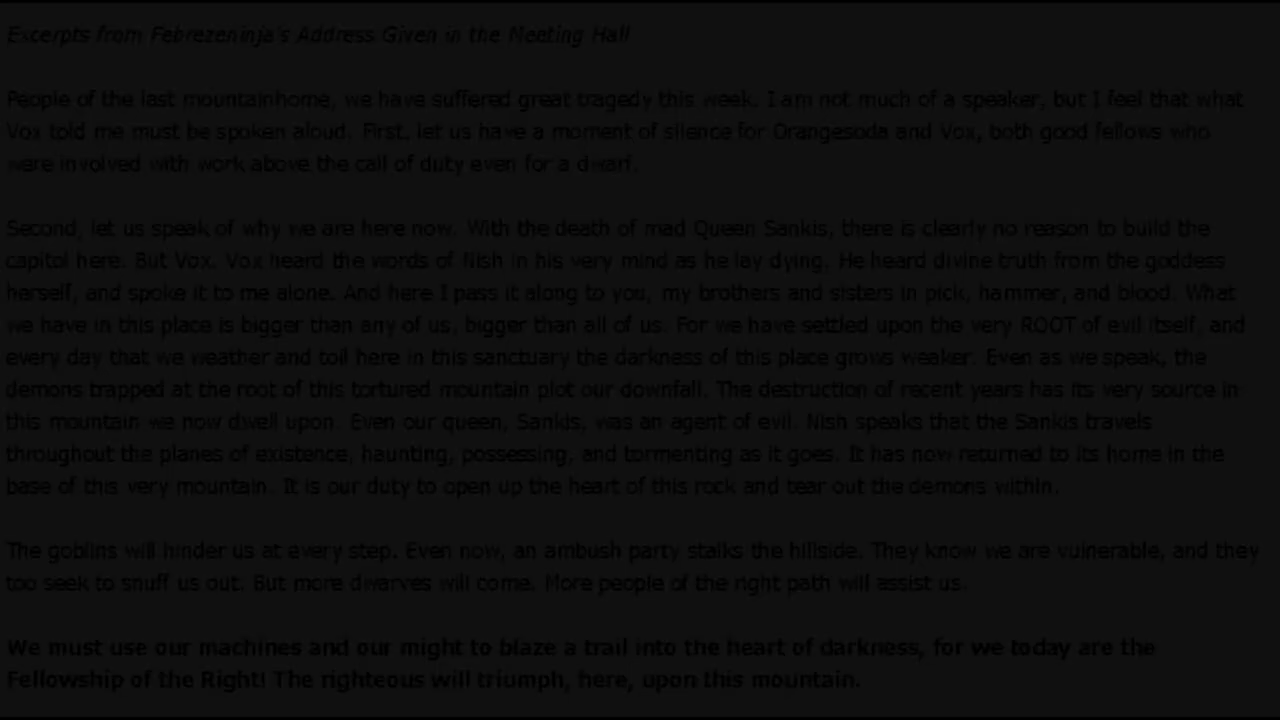 Excerpts from Febrezeninja's Address Given in the Meeting Hall
People of the last mountainhome, we have suffered great tragedy this week. I am not much of a speaker, but I feel that what
Vox told me must be spoken aloud. First, let us have a moment of silence for Orangesoda and Vox, both good fellows who
were involved with work above the call of duty even for a dwarf.
Second, let us speak of why we are here now. With the death of mad Queen Sankis, there is clearly no reason to build the
capitol here. But Vox. Vox heard the words of Nish in his very mind as he lay dying. He heard divine truth from the goddess
herself, and spoke it to me alone. And here I pass it along to you, my brothers and sisters in pick, hammer, and blood. What
we have in this place is bigger than any of us, bigger than all of us. For we have settled upon the very ROOT of evil itself, and
every day that we weather and toil here in this sanctuary the darkness of this place grows weaker. Even as we speak, the
demons trapped at the root of this tortured mountain plot our downfall. The destruction of recent years has its very source in
this mountain we now dwell upon. Even our queen, Sankis, was an agent of evil. Nish speaks that the Sankis travels
throughout the planes of existence, haunting, possessing, and tormenting as it goes. It has now returned to its home in the
base of this very mountain. It is our duty to open up the heart of this rock and tear out the demons within.
The goblins will hinder us at every step. Even now, an ambush party stalks the hillside. They know we are vulnerable, and they
too seek to snuff us out. But more dwarves will come. More people of the right path will assist us.
We must use our machines and our might to blaze a trail into the heart of darkness, for we today are the
Fellowship of the Right! The righteous will triumph, here, upon this mountain.